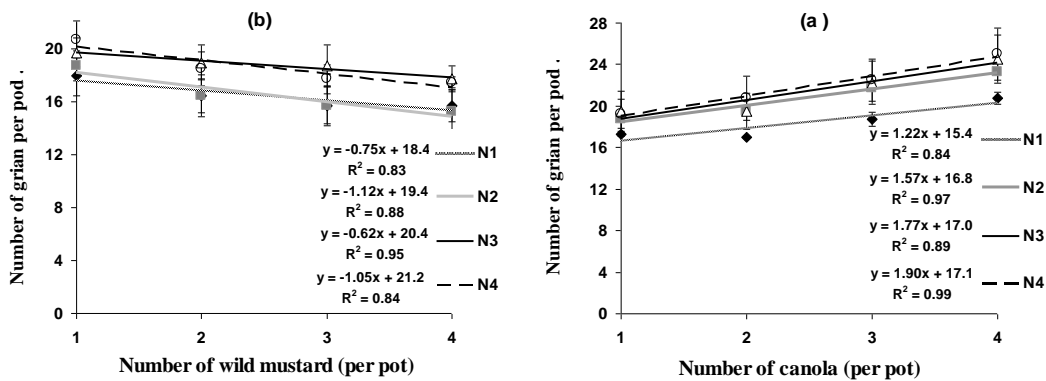 (b)
Number of grian per pod .
20
16
12
8
4
0
y = -0.75x + 18.4
R² = 0.83
N1
y = -1.12x + 19.4
R² = 0.88
N2
y = -0.62x + 20.4
R² = 0.95
N3
y = -1.05x + 21.2
R² = 0.84
N4
1 2 3 4
Number of wild mustard (per pot)
(a )
Number of grian per pod .
28
24
20
16
12
8
4
0
y = 1.22x + 15.4
R² = 0.84
N1
y = 1.57x + 16.8
R² = 0.97
N2
y = 1.77x + 17.0
R² = 0.89
N3
y = 1.90x + 17.1
R² = 0.99
N4
1 2 3 4
Number of canola (per pot)